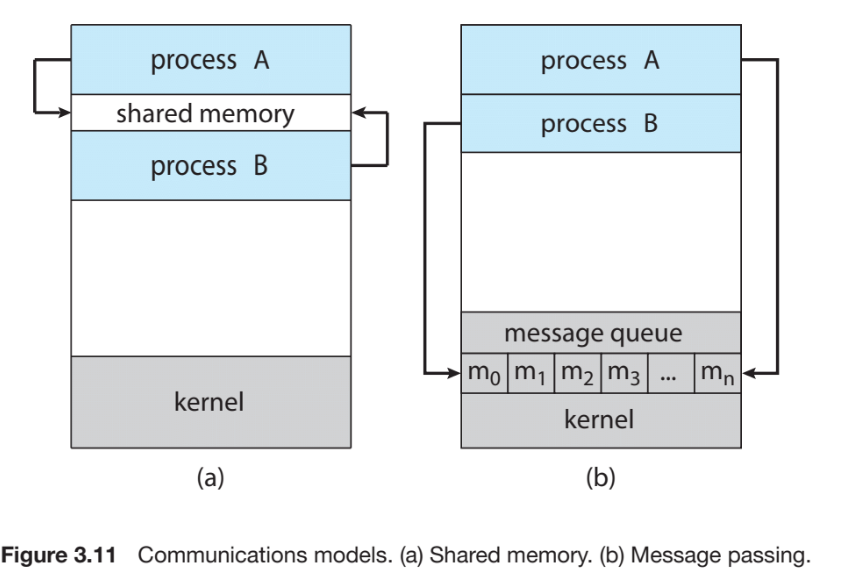 process A
shared memory
process B
kernel
(a)
process A
process B
message queue
m₀ m₁ m₂ m₃ ... mₙ
kernel
(b)
Figure 3.11 Communications models. (a) Shared memory. (b) Message passing.